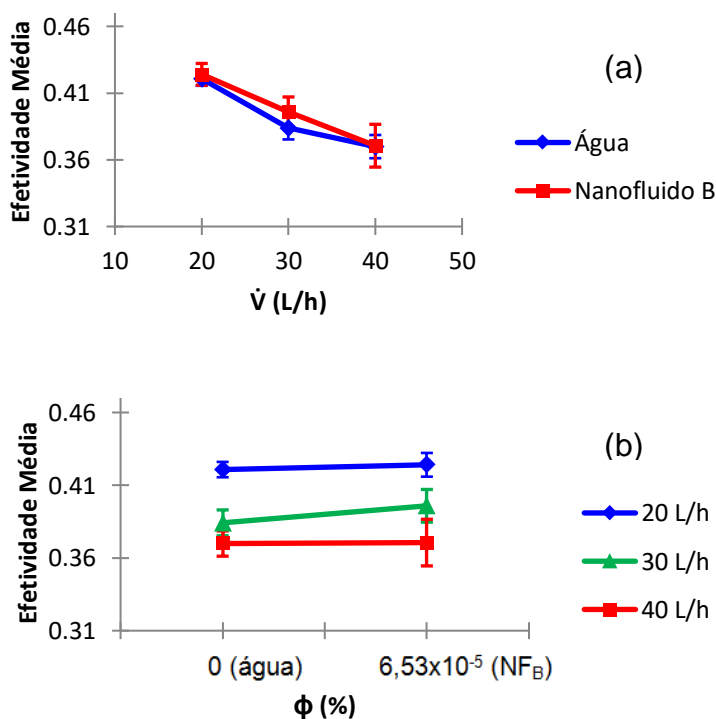 Efetividade Média
0.46
0.41
0.36
0.31
10 20 30 40 50
V̇ (L/h)
(a)
Água
Nanofluido B
Efetividade Média
0.46
0.41
0.36
0.31
0 (água) 6,53x10⁻⁵ (NF_B)
ϕ (%)
(b)
20 L/h
30 L/h
40 L/h